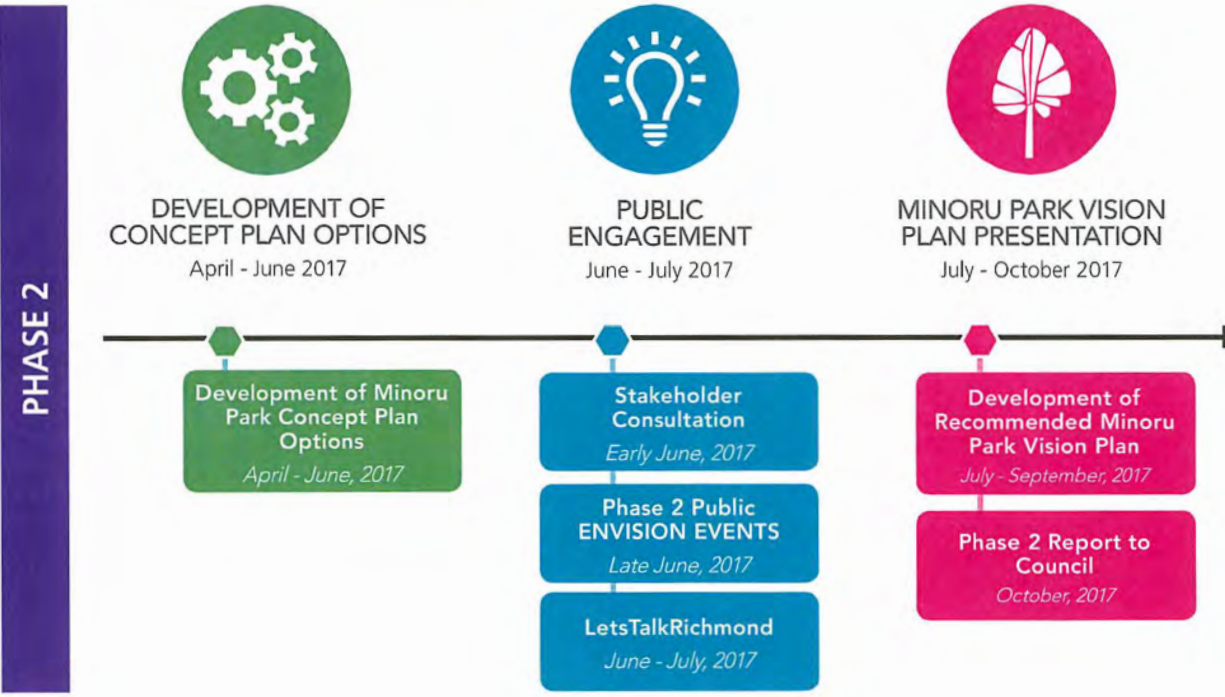 PHASE 2
DEVELOPMENT OF
CONCEPT PLAN OPTIONS
April - June 2017
PUBLIC
ENGAGEMENT
June - July 2017
MINORU PARK VISION
PLAN PRESENTATION
July - October 2017
Development of Minoru
Park Concept Plan
Options
April - June, 2017
Stakeholder
Consultation
Early June, 2017
Phase 2 Public
ENVISION EVENTS
Late June, 2017
LetsTalkRichmond
June - July, 2017
Development of
Recommended Minoru
Park Vision Plan
July - September, 2017
Phase 2 Report to
Council
October, 2017